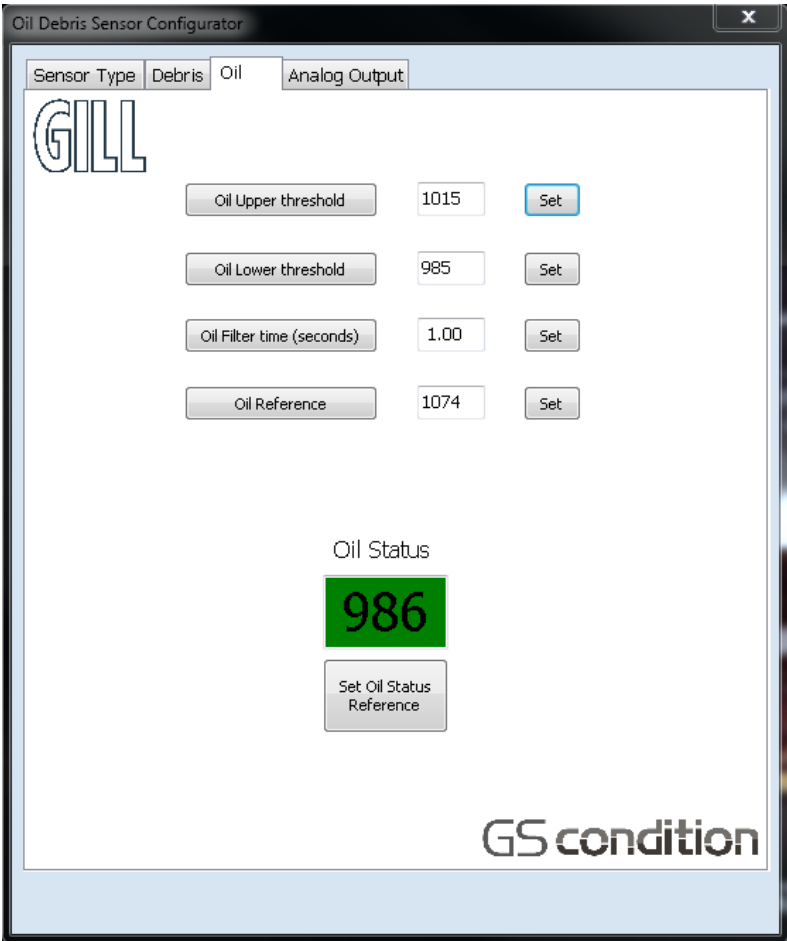 Oil Debris Sensor Configurator
x
Sensor Type Debris Oil Analog Output
GILL
Oil Upper threshold 1015 Set
Oil Lower threshold 985 Set
Oil Filter time (seconds) 1.00 Set
Oil Reference 1074 Set
Oil Status
986
Set Oil Status
Reference
GS condition